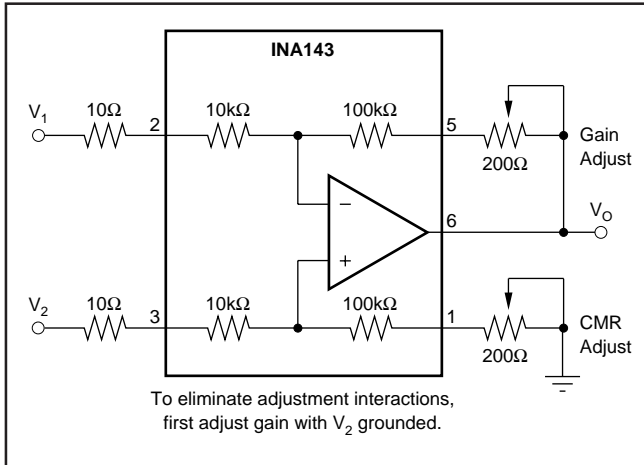 INA143
V1
10Ω
2
10kΩ
100kΩ
5
200Ω
Gain
Adjust
−
6
VO
+
V2
10Ω
3
10kΩ
100kΩ
1
200Ω
CMR
Adjust
To eliminate adjustment interactions,
first adjust gain with V2 grounded.